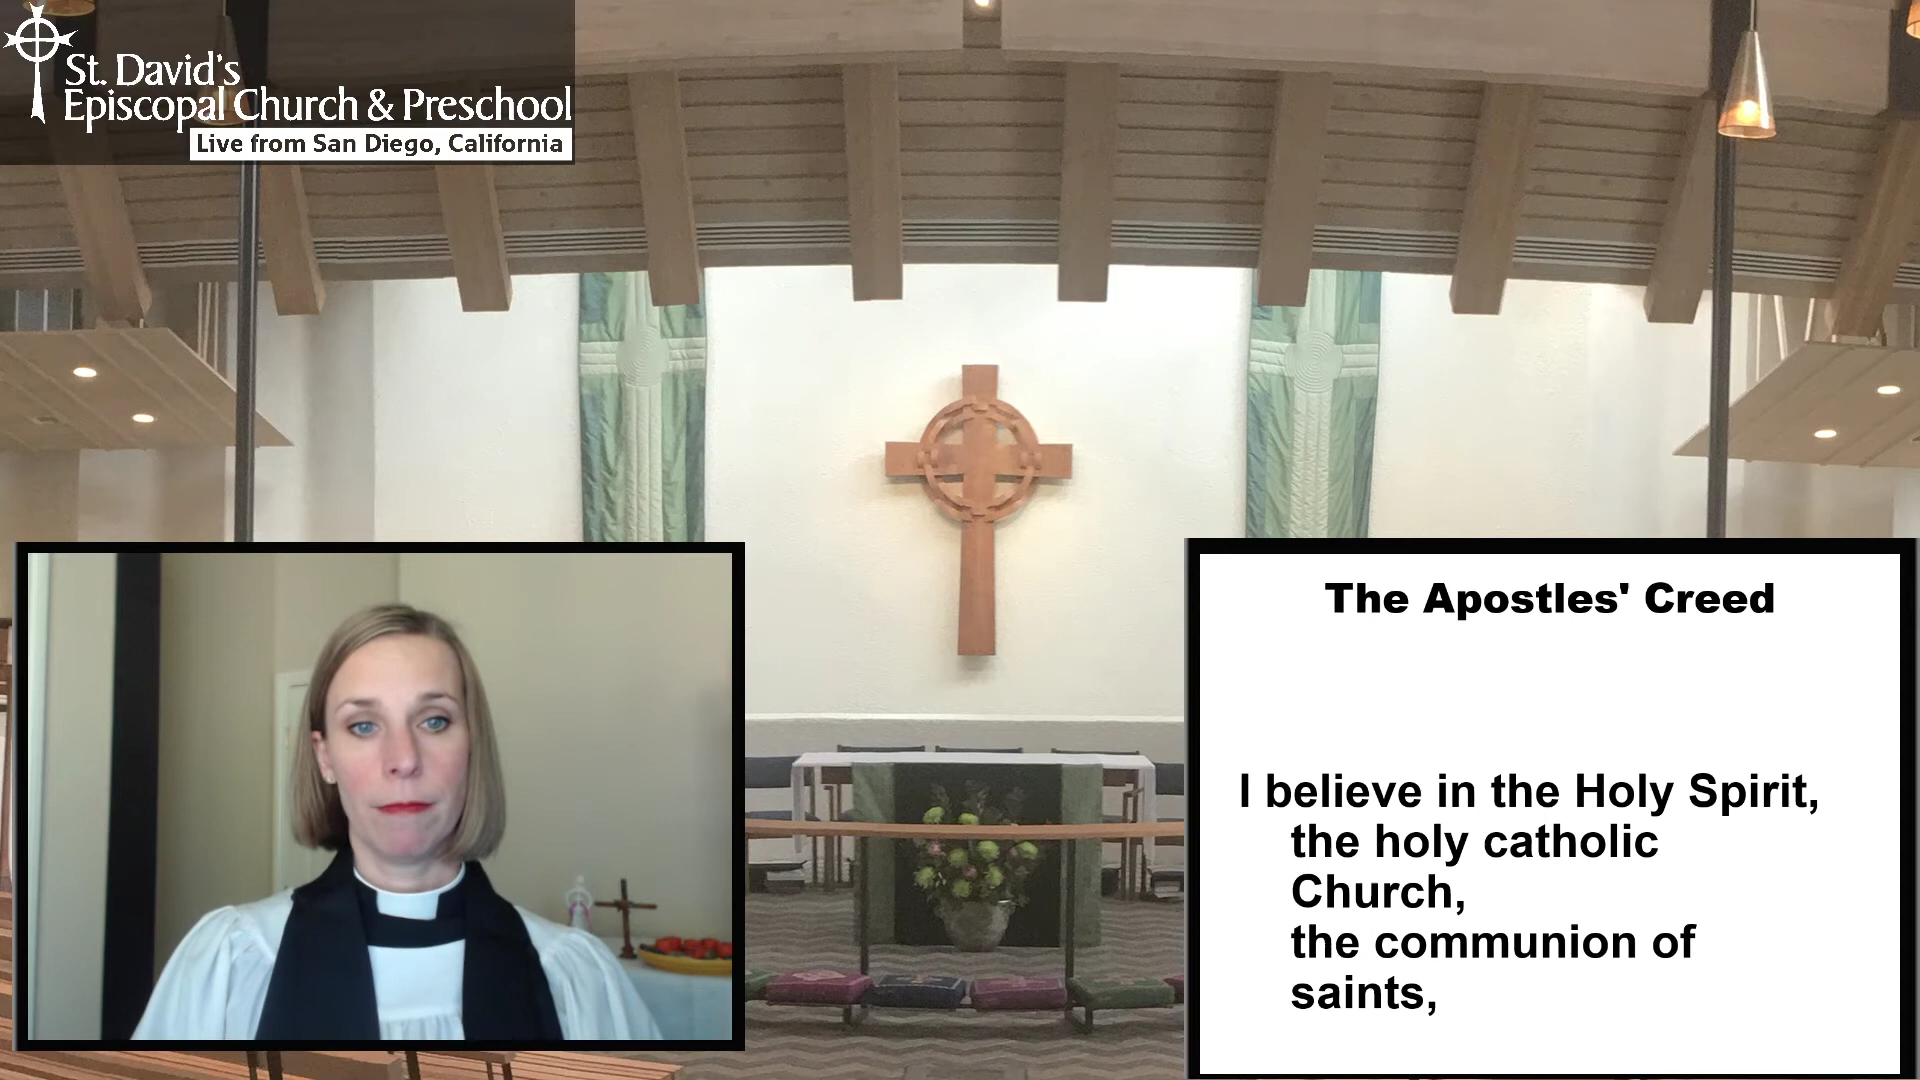 St. David's
Episcopal Church & Preschool
Live from San Diego, California
The Apostles' Creed
I believe in the Holy Spirit,
the holy catholic
Church,
the communion of
saints,